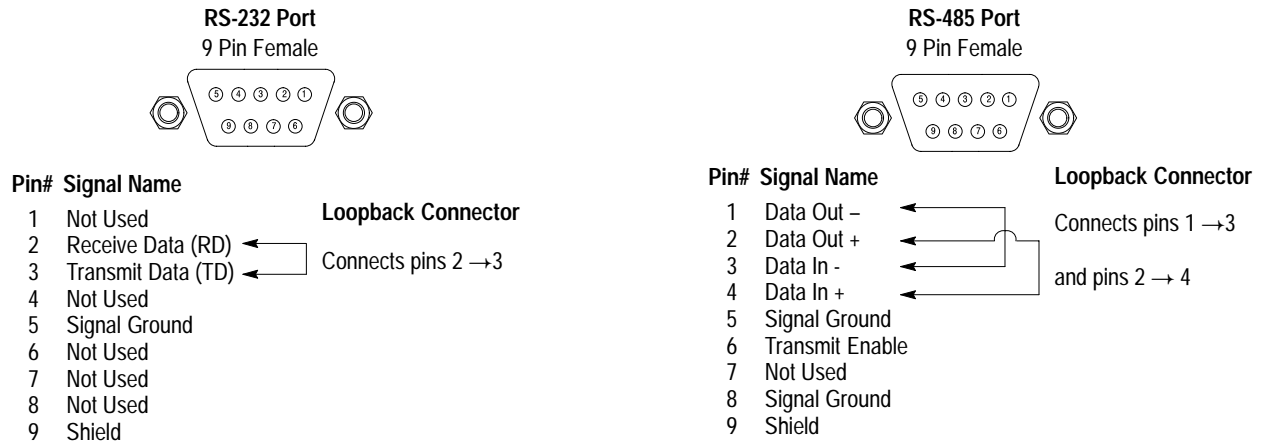 RS-232 Port
9 Pin Female
5 4 3 2 1
9 8 7 6
Pin# Signal Name
1 Not Used
2 Receive Data (RD)
3 Transmit Data (TD)
4 Not Used
5 Signal Ground
6 Not Used
7 Not Used
8 Not Used
9 Shield
Loopback Connector
Connects pins 2 →3
RS-485 Port
9 Pin Female
5 4 3 2 1
9 8 7 6
Pin# Signal Name
1 Data Out –
2 Data Out +
3 Data In -
4 Data In +
5 Signal Ground
6 Transmit Enable
7 Not Used
8 Signal Ground
9 Shield
Loopback Connector
Connects pins 1 →3
and pins 2 → 4